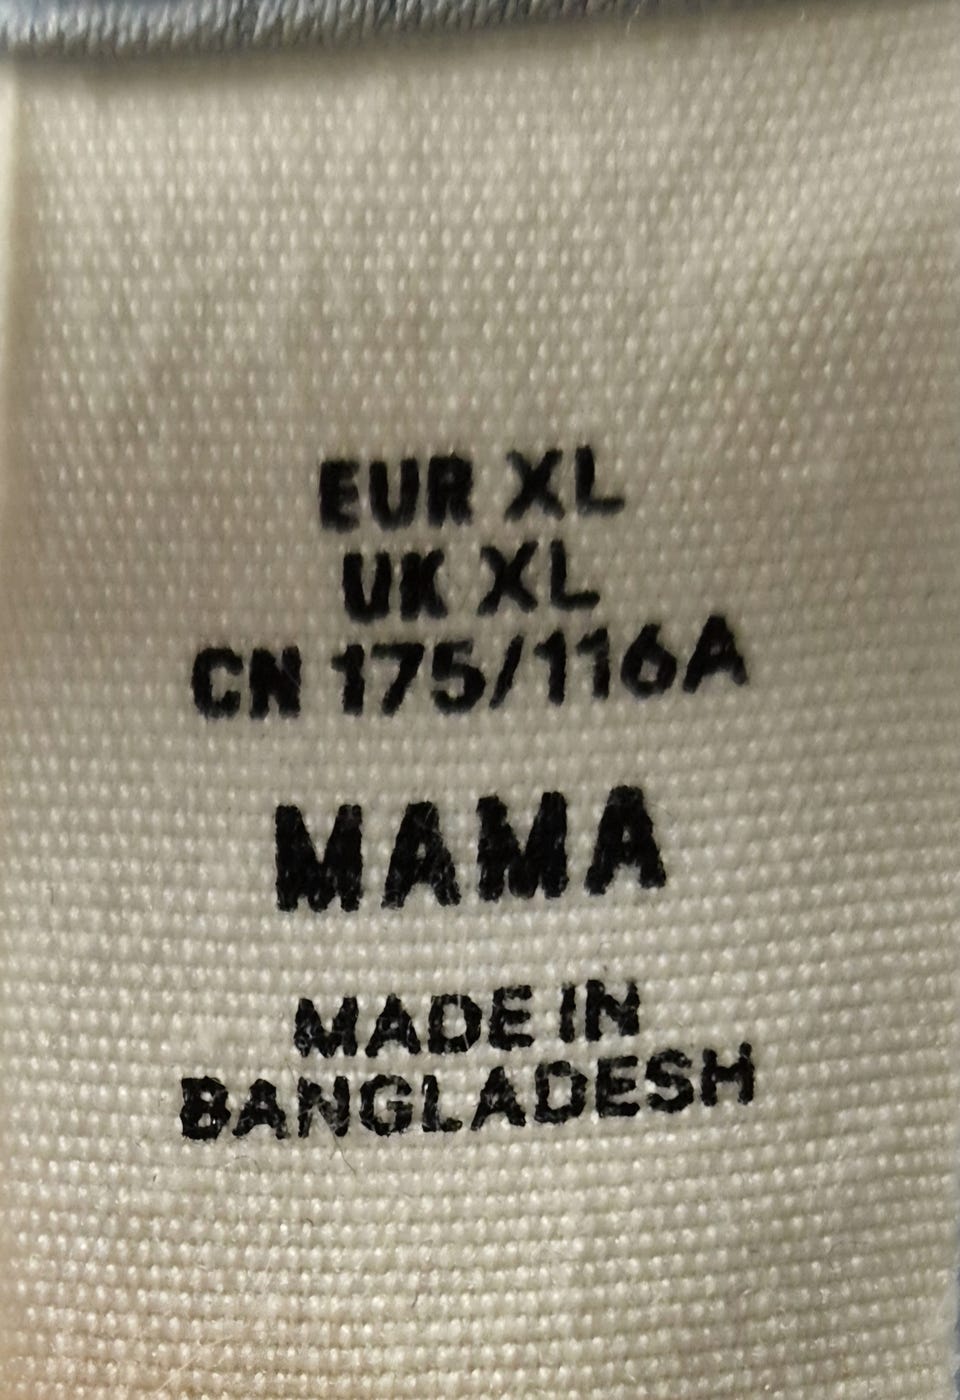 EUR XL
UK XL
CN 175/116A
MAMA
MADE IN
BANGLADESH